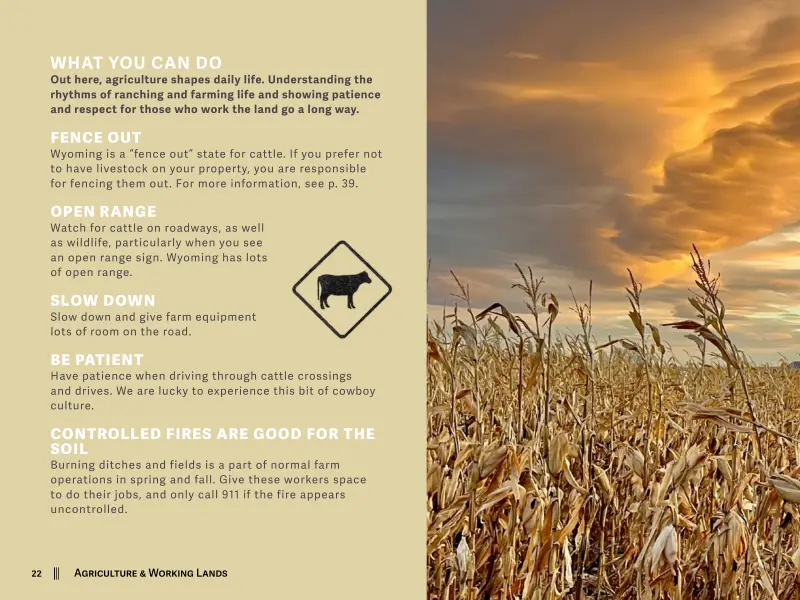 WHAT YOU CAN DO
Out here, agriculture shapes daily life. Understanding the
rhythms of ranching and farming life and showing patience
and respect for those who work the land go a long way.
FENCE OUT
Wyoming is a “fence out” state for cattle. If you prefer not
to have livestock on your property, you are responsible
for fencing them out. For more information, see p. 39.
OPEN RANGE
Watch for cattle on roadways, as well
as wildlife, particularly when you see
an open range sign. Wyoming has lots
of open range.
SLOW DOWN
Slow down and give farm equipment
lots of room on the road.
BE PATIENT
Have patience when driving through cattle crossings
and drives. We are lucky to experience this bit of cowboy
culture.
CONTROLLED FIRES ARE GOOD FOR THE
SOIL
Burning ditches and fields is a part of normal farm
operations in spring and fall. Give these workers space
to do their jobs, and only call 911 if the fire appears
uncontrolled.
22 Agriculture & Working Lands